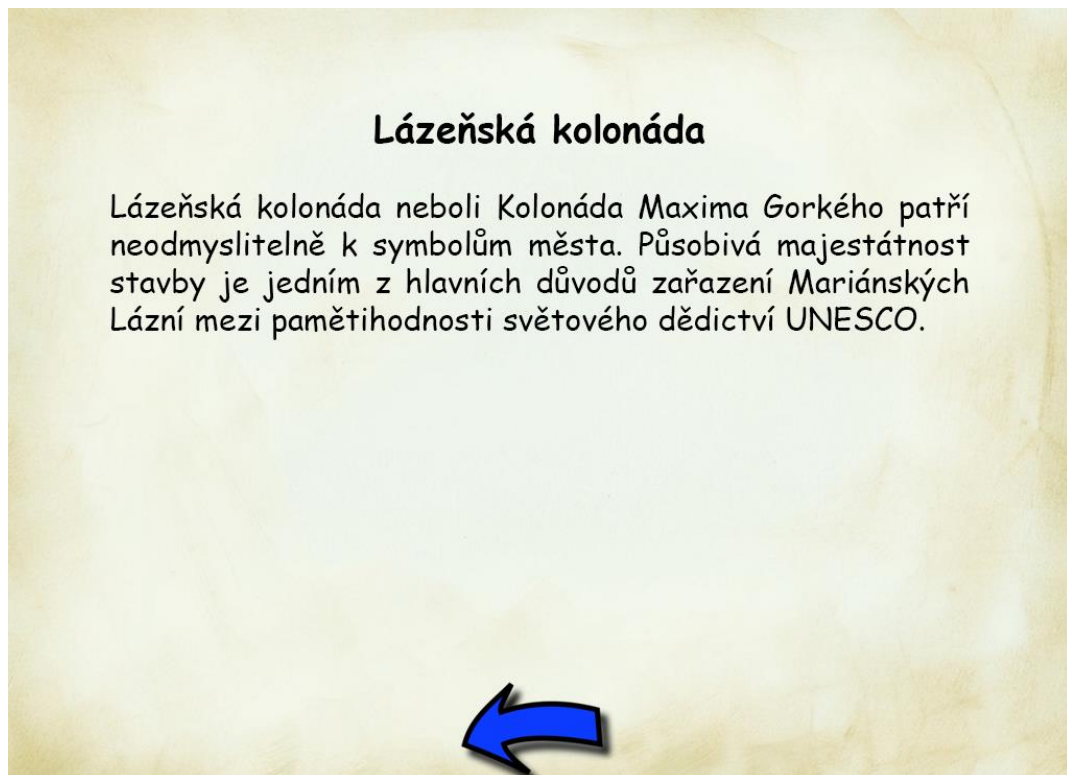 Lázeňská kolonáda
Lázeňská kolonáda neboli Kolonáda Maxima Gorkého patří
neodmyslitelně k symbolům města. Působivá majestátnost
stavby je jedním z hlavních důvodů zařazení Mariánských
Lázní mezi pamětihodnosti světového dědictví UNESCO.